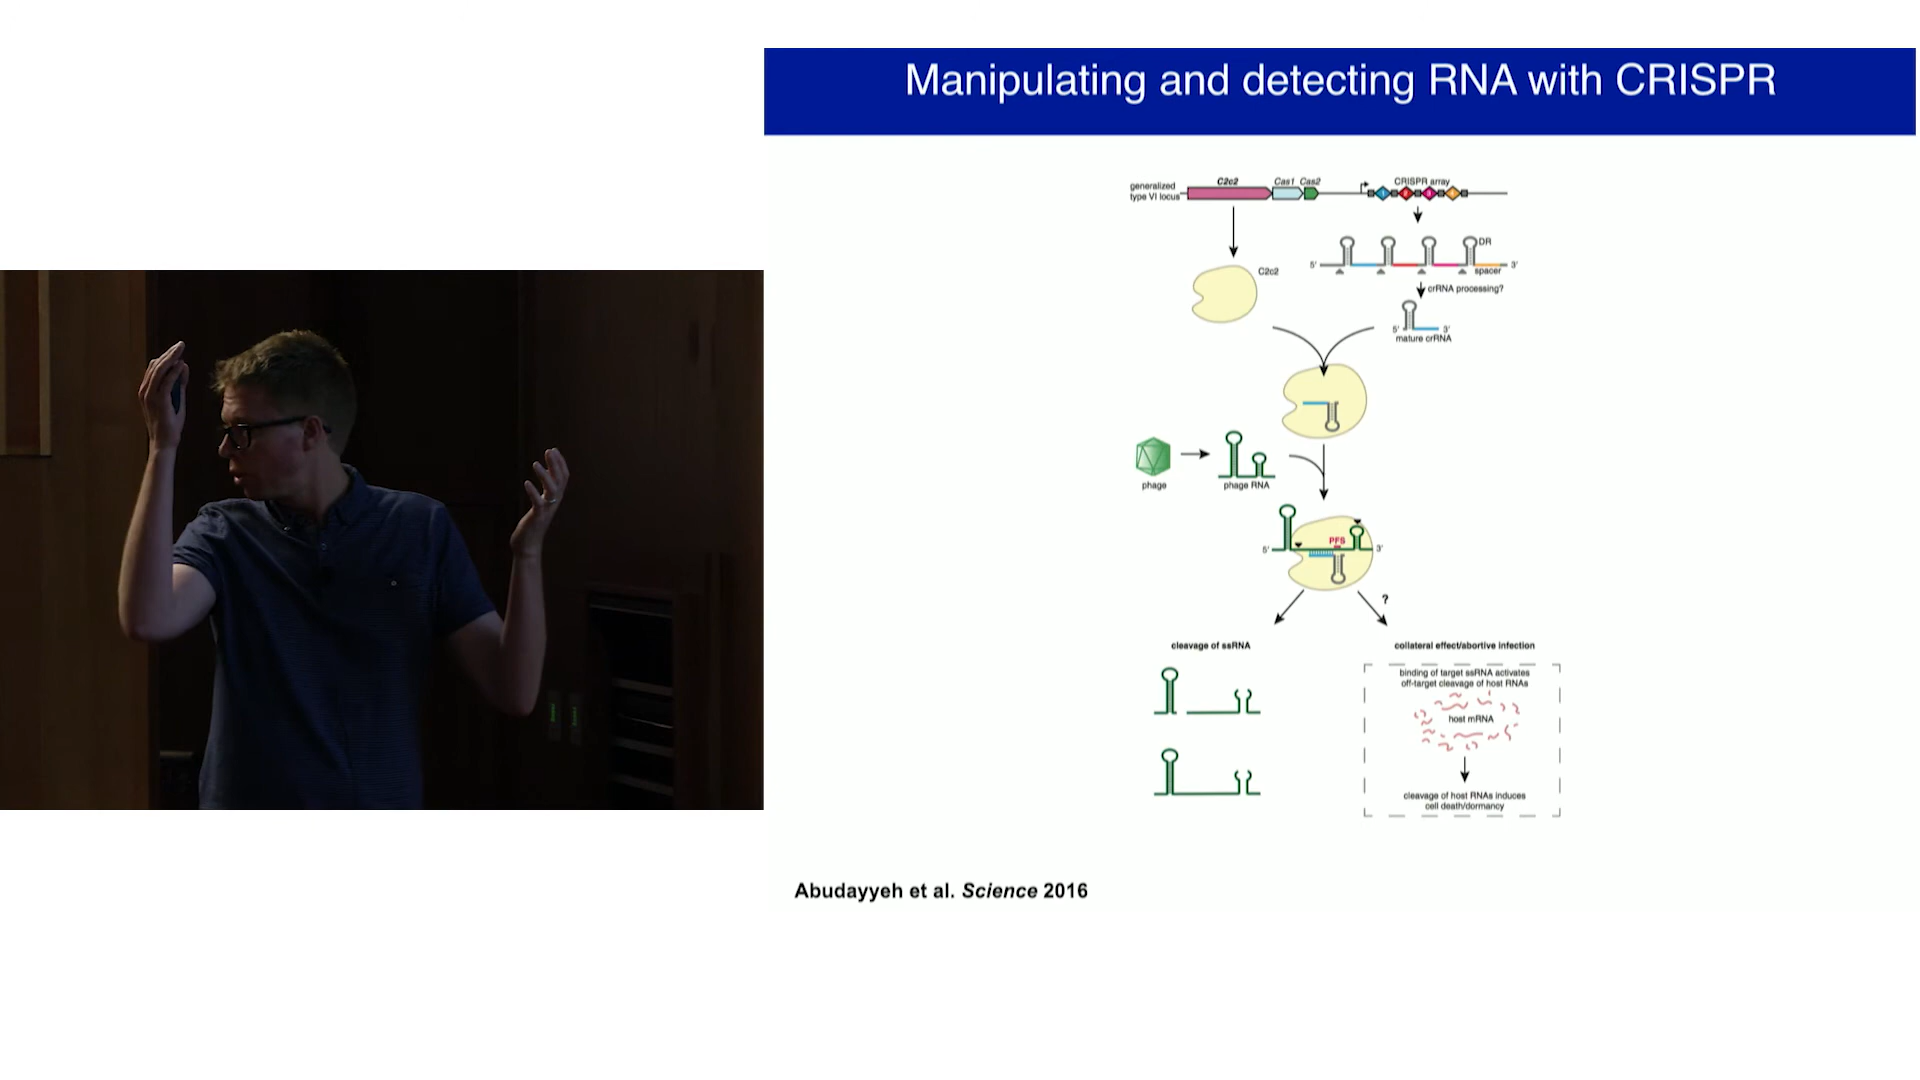 Manipulating and detecting RNA with CRISPR
generalized
type VI locus
C2c2
Cas1
Cas2
CRISPR array
DR
5'
3'
spacer
C2c2
crRNA processing?
5'
3'
mature crRNA
phage
phage RNA
PFS
5'
3'
?
cleavage of ssRNA
collateral effect/abortive infection
binding of target ssRNA activates
off-target cleavage of host RNAs
host mRNA
cleavage of host RNAs induces
cell death/dormancy
Abudayyeh et al. Science 2016